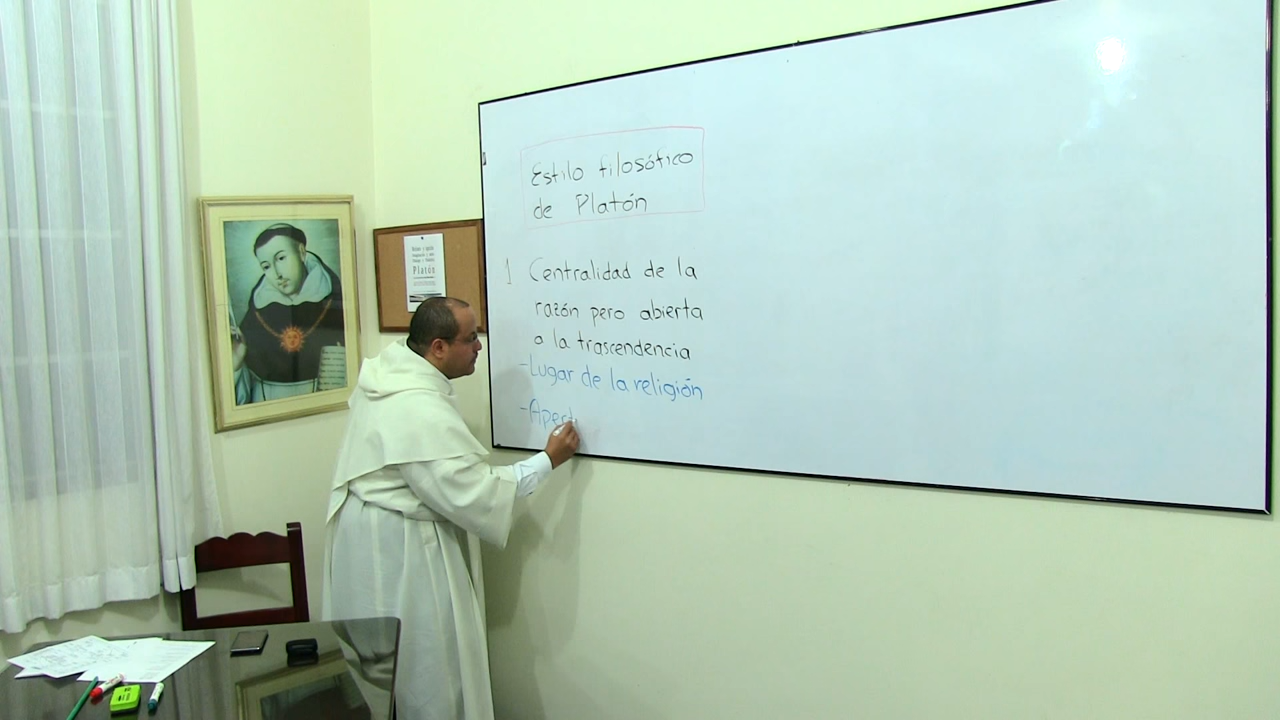 Estilo filosófico
de Platón
1 Centralidad de la
razón pero abierta
a la trascendencia
-Lugar de la religión
-Apert
Platón